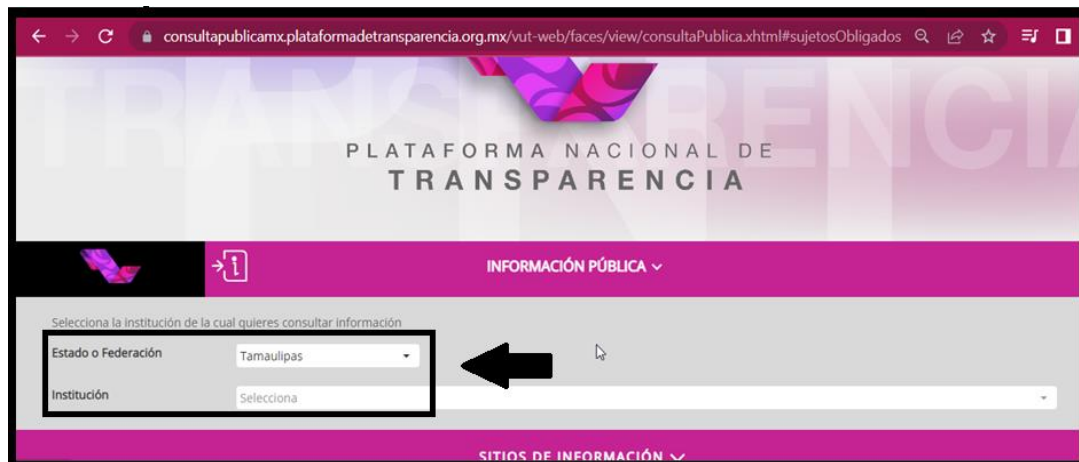 consultapublicamx.plataformadetransparencia.org.mx/vut-web/faces/view/consultaPublica.xhtml#sujetosObligados
TRANSPARENCIA
PLATAFORMA NACIONAL DE
TRANSPARENCIA
INFORMACIÓN PÚBLICA
Selecciona la institución de la cual quieres consultar información
Estado o Federación Tamaulipas
Institución Selecciona
SITIOS DE INFORMACIÓN